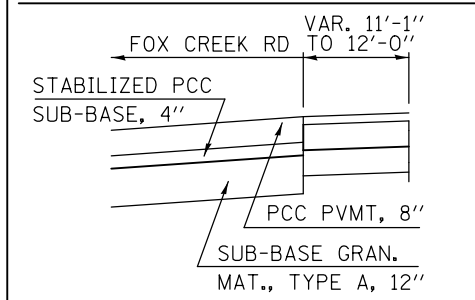 VAR. 11'-1"
FOX CREEK RD TO 12'-0"
STABILIZED PCC
SUB-BASE, 4"
PCC PVMT, 8"
SUB-BASE GRAN.
MAT., TYPE A, 12"